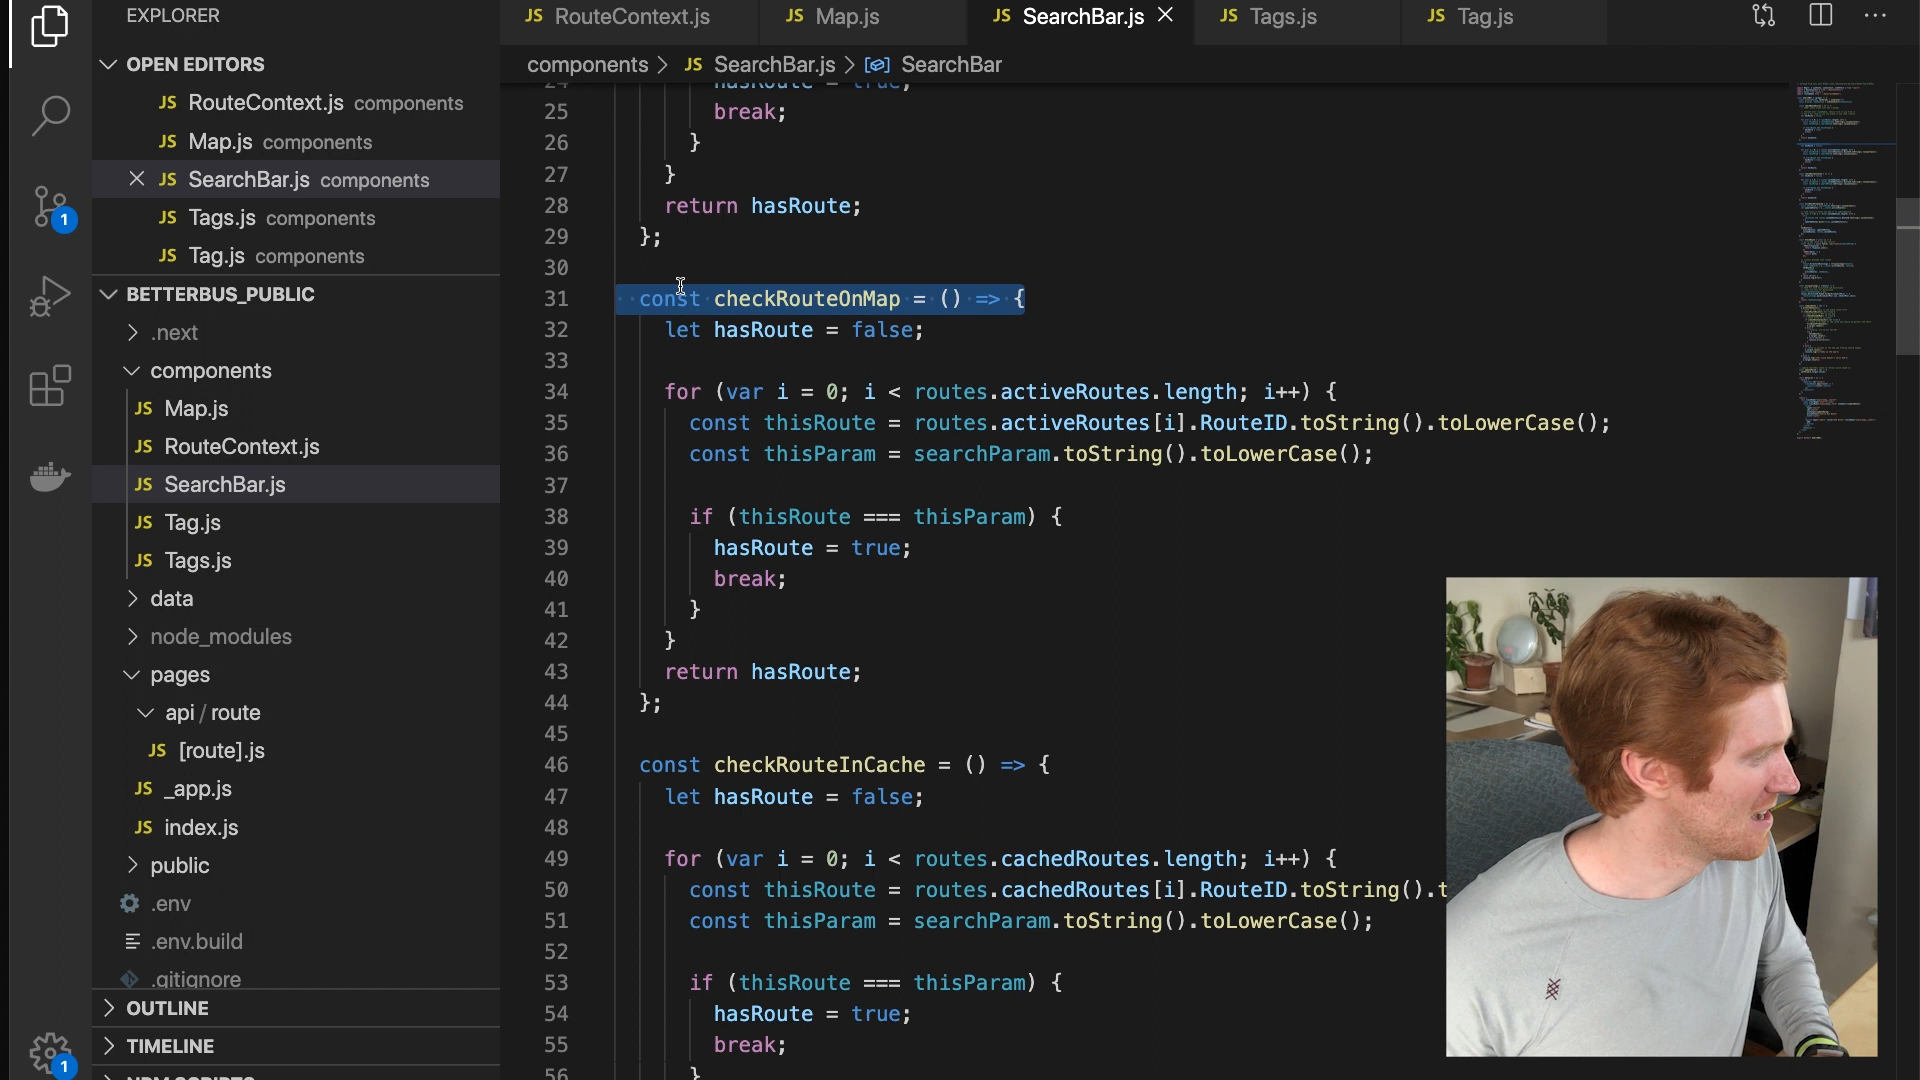 EXPLORER
OPEN EDITORS
JS RouteContext.js components
JS Map.js components
JS SearchBar.js components
JS Tags.js components
JS Tag.js components
BETTERBUS_PUBLIC
.next
components
JS Map.js
JS RouteContext.js
JS SearchBar.js
JS Tag.js
JS Tags.js
data
node_modules
pages
api / route
JS [route].js
JS _app.js
JS index.js
public
.env
.env.build
.gitignore
OUTLINE
TIMELINE
NPM SCRIPTS
1
1
JS RouteContext.js
JS Map.js
JS SearchBar.js
JS Tags.js
JS Tag.js
components > JS SearchBar.js > SearchBar
24 hasRoute = true;
25 break;
26 }
27 }
28 return hasRoute;
29 };
30
31 const checkRouteOnMap = () => {
32 let hasRoute = false;
33
34 for (var i = 0; i < routes.activeRoutes.length; i++) {
35 const thisRoute = routes.activeRoutes[i].RouteID.toString().toLowerCase();
36 const thisParam = searchParam.toString().toLowerCase();
37
38 if (thisRoute === thisParam) {
39 hasRoute = true;
40 break;
41 }
42 }
43 return hasRoute;
44 };
45
46 const checkRouteInCache = () => {
47 let hasRoute = false;
48
49 for (var i = 0; i < routes.cachedRoutes.length; i++) {
50 const thisRoute = routes.cachedRoutes[i].RouteID.toString().t
51 const thisParam = searchParam.toString().toLowerCase();
52
53 if (thisRoute === thisParam) {
54 hasRoute = true;
55 break;
56 }